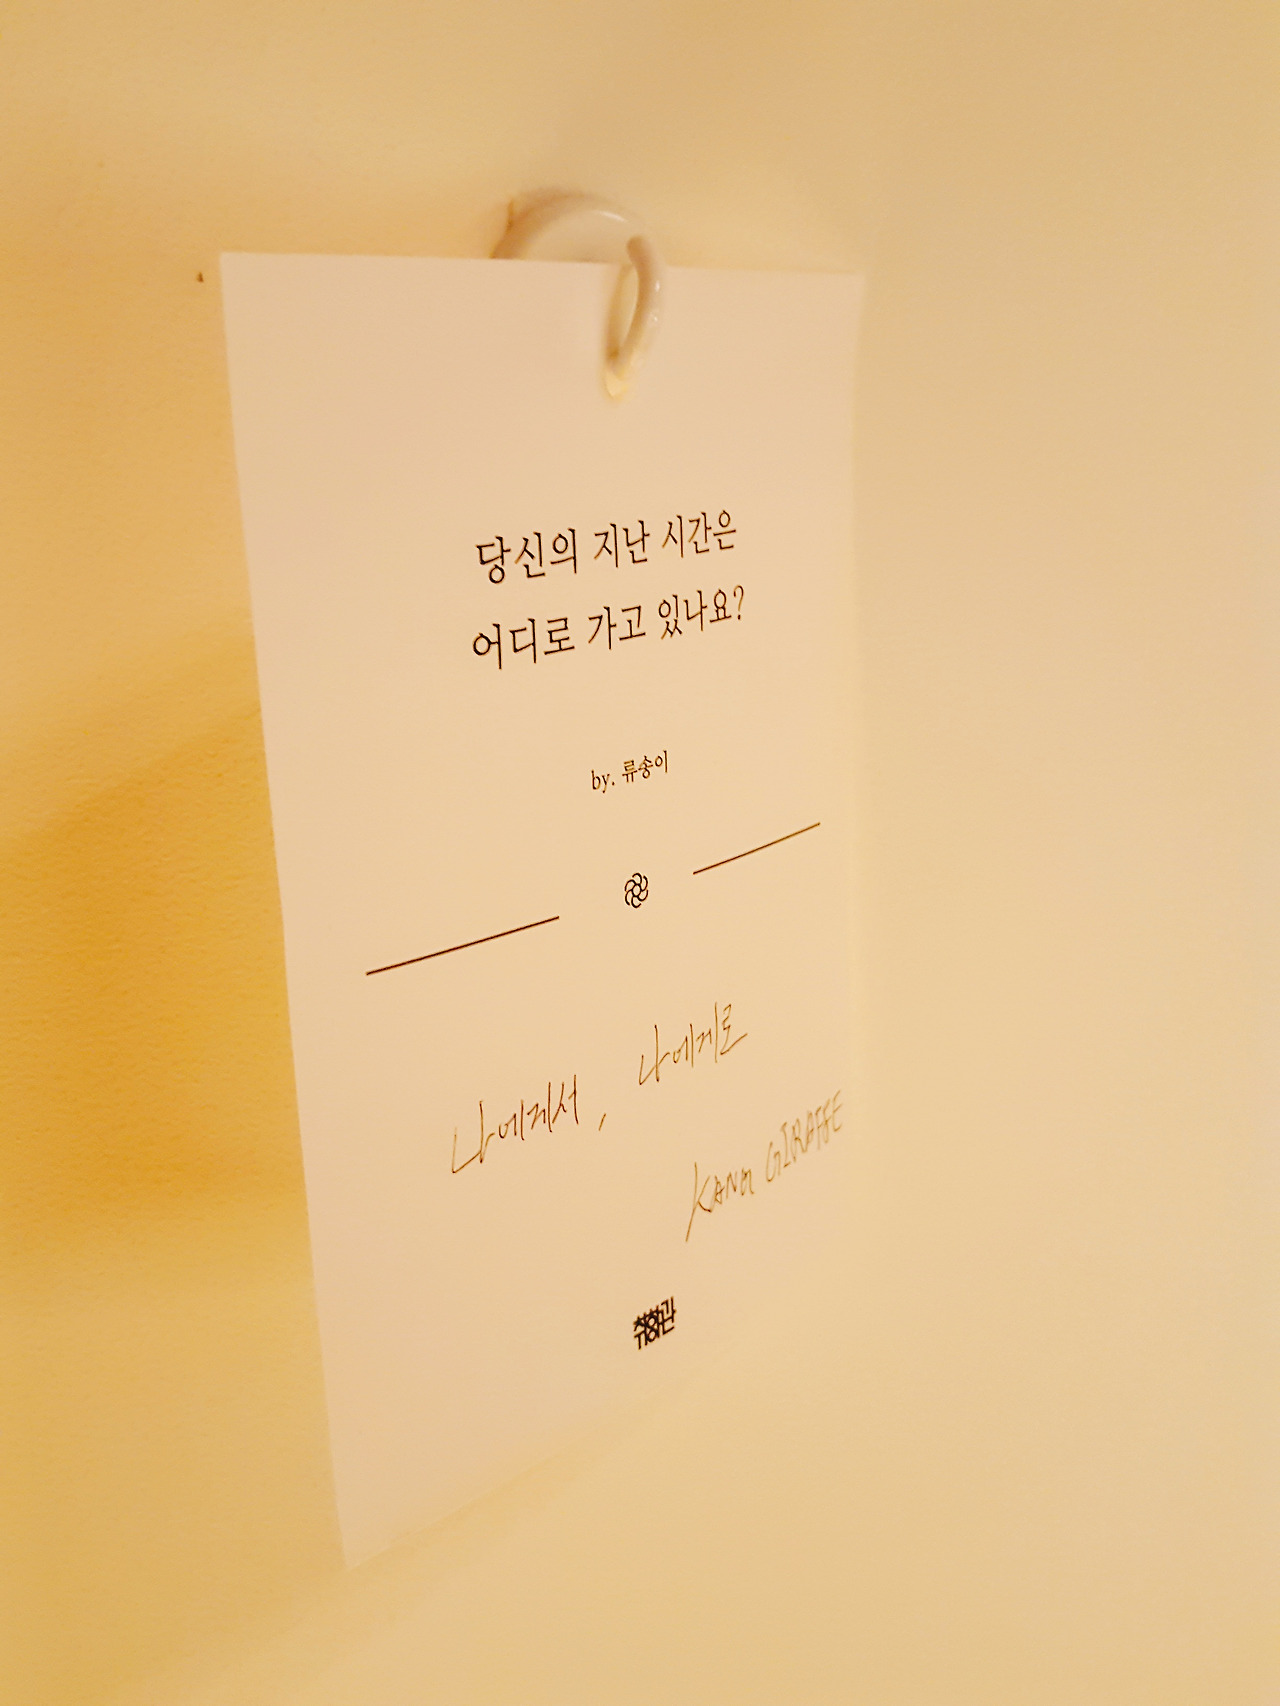 당신의 지난 시간은
어디로 가고 있나요?
by. 류송이
나에게서, 나에게로
KANG GIRAFFE
취향관